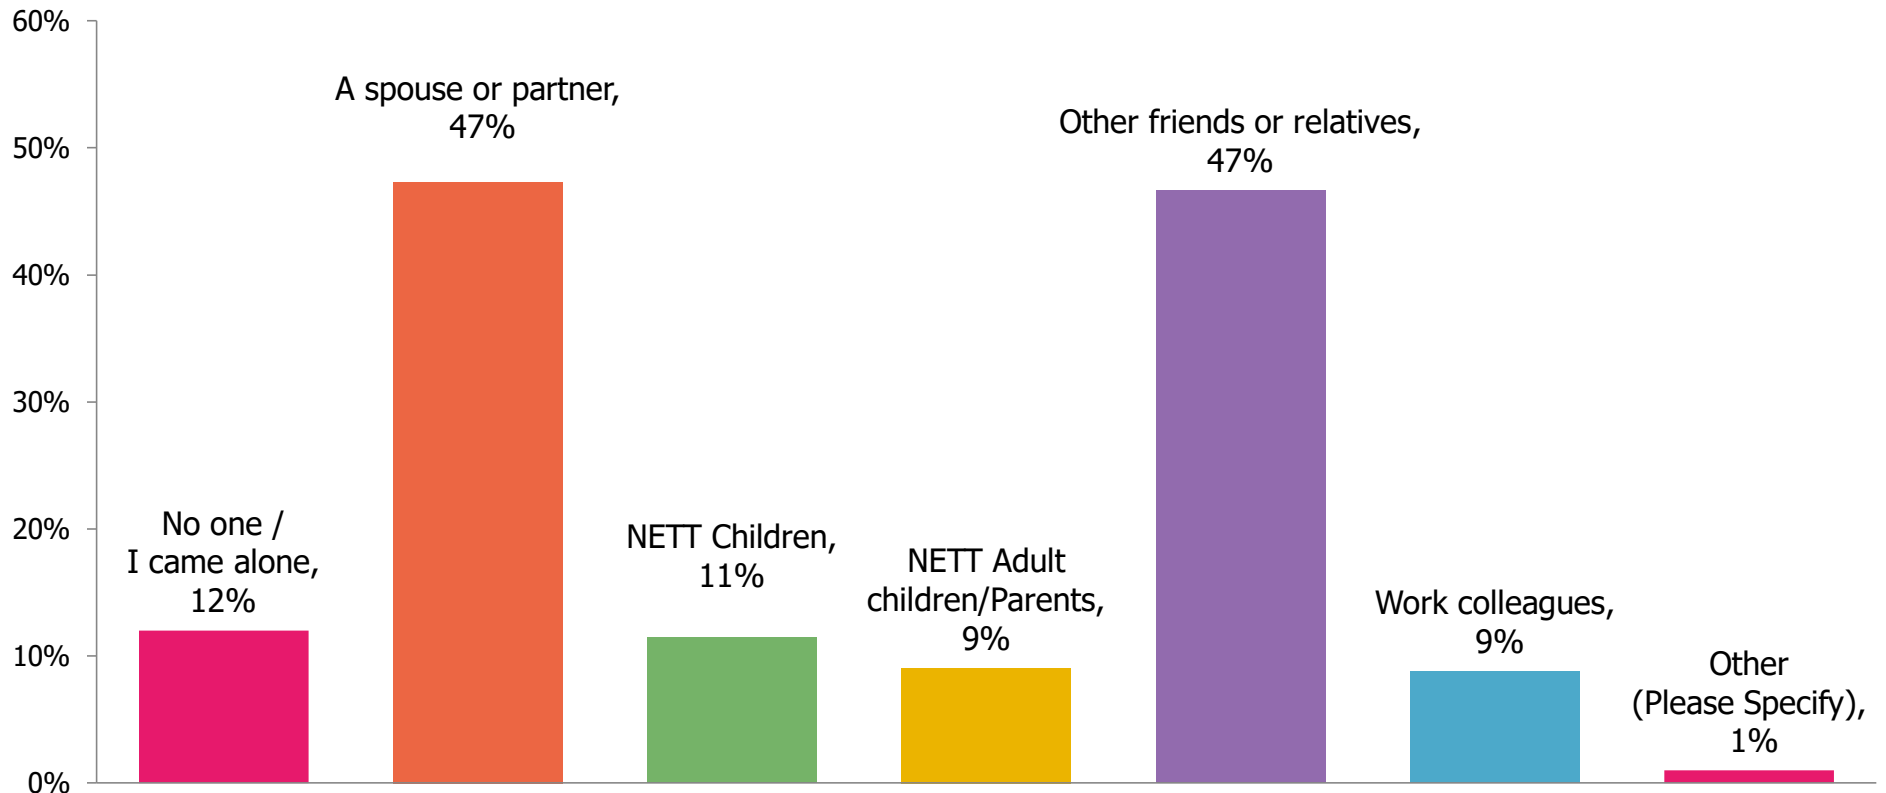 60%
50%
40%
30%
20%
10%
0%
No one /
I came alone,
12%
A spouse or partner,
47%
NETT Children,
11%
NETT Adult
children/Parents,
9%
Other friends or relatives,
47%
Work colleagues,
9%
Other
(Please Specify),
1%